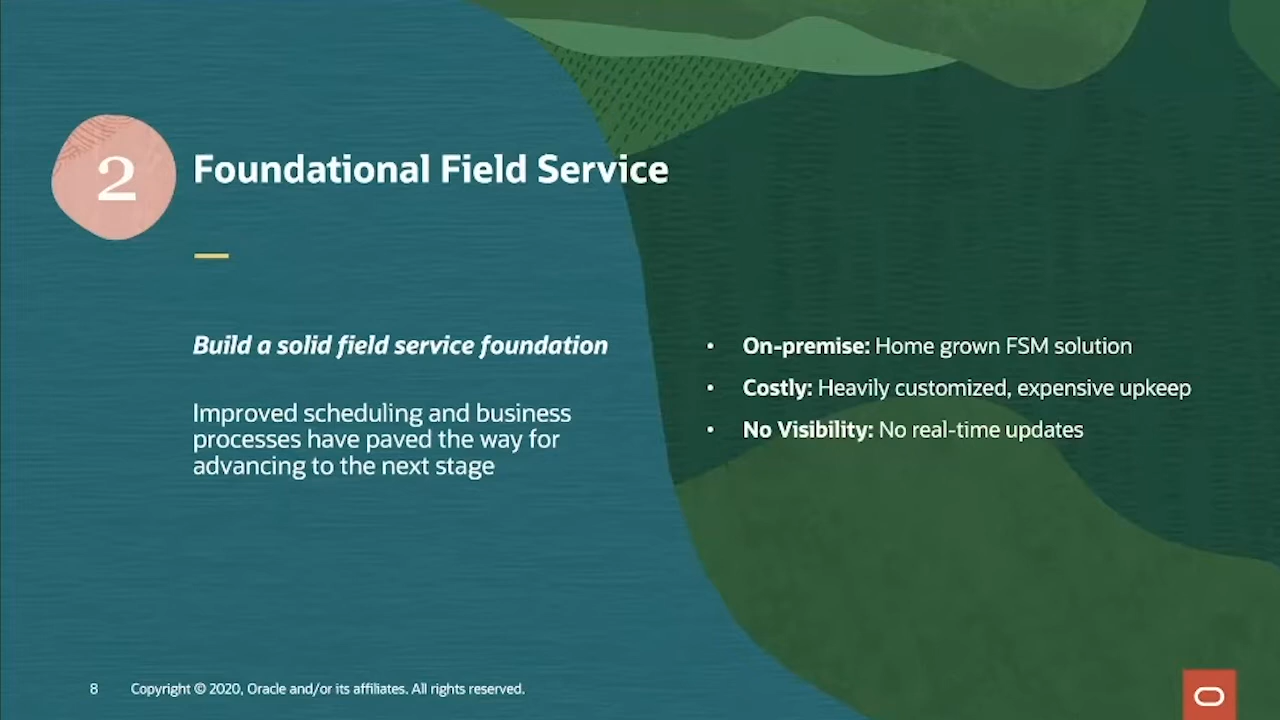 2
Foundational Field Service
Build a solid field service foundation
Improved scheduling and business
processes have paved the way for
advancing to the next stage
• On-premise: Home grown FSM solution
• Costly: Heavily customized, expensive upkeep
• No Visibility: No real-time updates
8 Copyright © 2020, Oracle and/or its affiliates. All rights reserved.